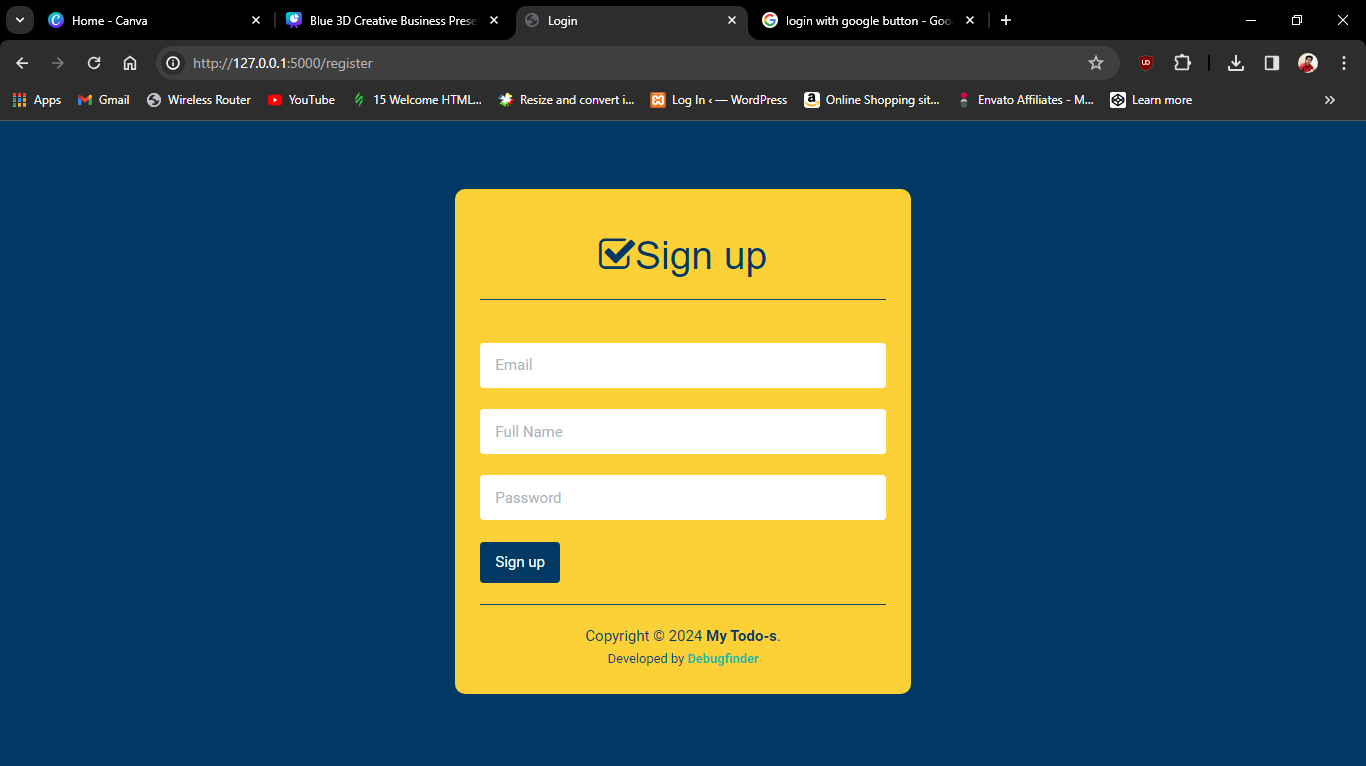 Home - Canva
Blue 3D Creative Business Prese
Login
login with google button - Goo
http://127.0.0.1:5000/register
Apps
Gmail
Wireless Router
YouTube
15 Welcome HTML...
Resize and convert i...
Log In ‹ — WordPress
Online Shopping sit...
Envato Affiliates - M...
Learn more
Sign up
Email
Full Name
Password
Sign up
Copyright © 2024 My Todo-s.
Developed by Debugfinder